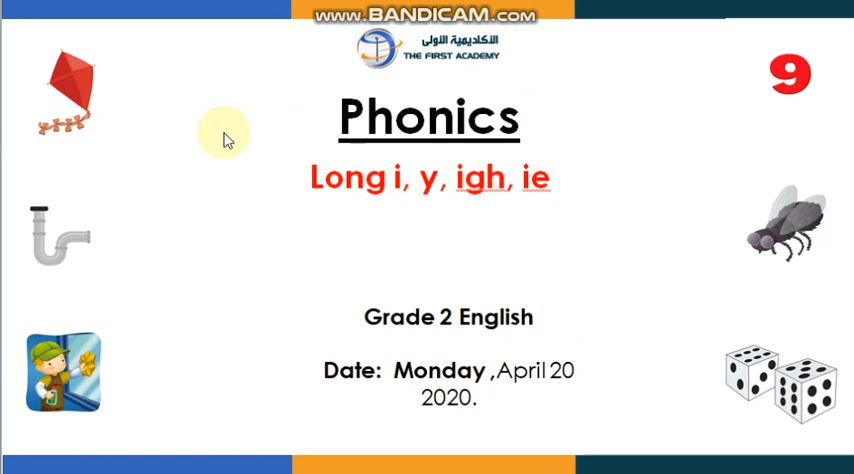 www.BANDICAM.com
الأكاديمية الأولى
THE FIRST ACADEMY
9
Phonics
Long i, y, igh, ie
Grade 2 English
Date: Monday ,April 20
2020.